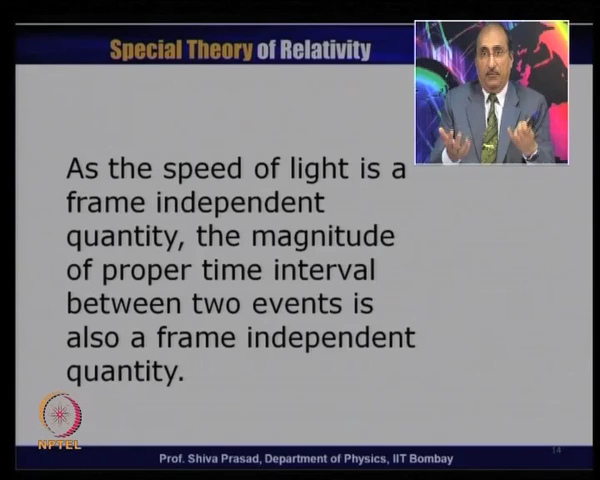 Special Theory of Relativity
As the speed of light is a
frame independent
quantity, the magnitude
of proper time interval
between two events is
also a frame independent
quantity.
NPTEL
Prof. Shiva Prasad, Department of Physics, IIT Bombay
14